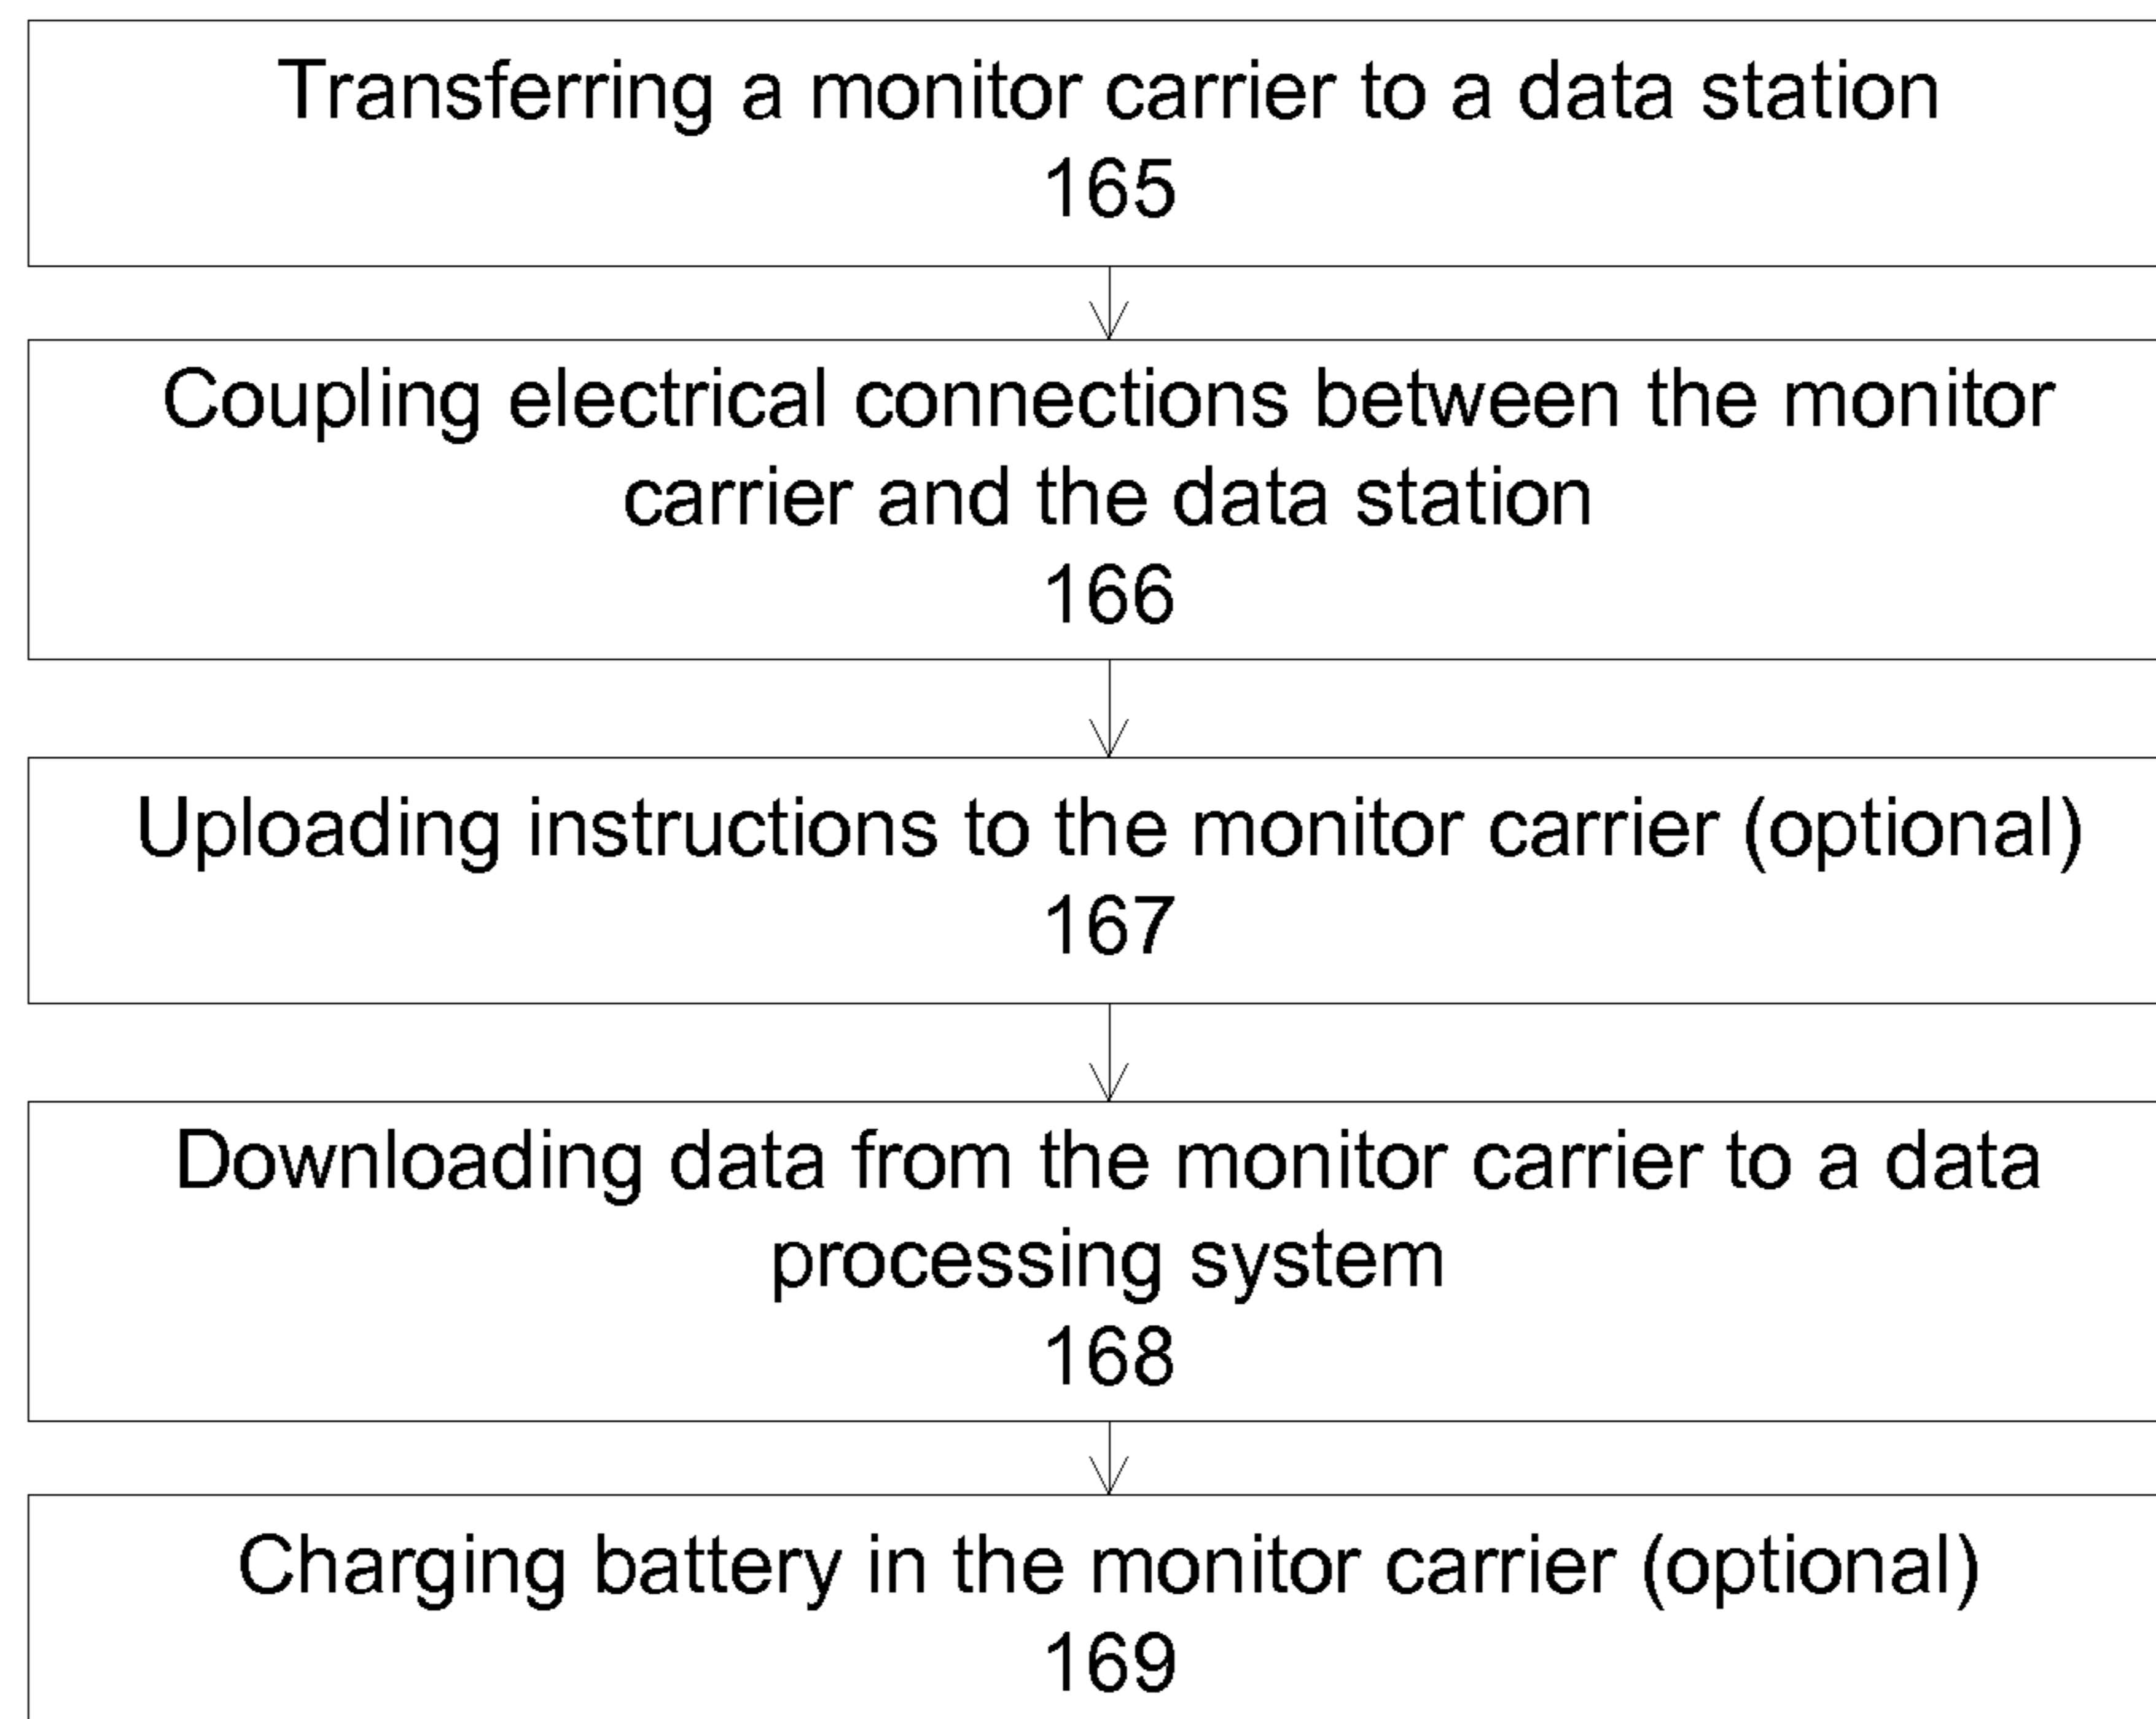 Transferring a monitor carrier to a data station
165
Coupling electrical connections between the monitor
carrier and the data station
166
Uploading instructions to the monitor carrier (optional)
167
Downloading data from the monitor carrier to a data
processing system
168
Charging battery in the monitor carrier (optional)
169